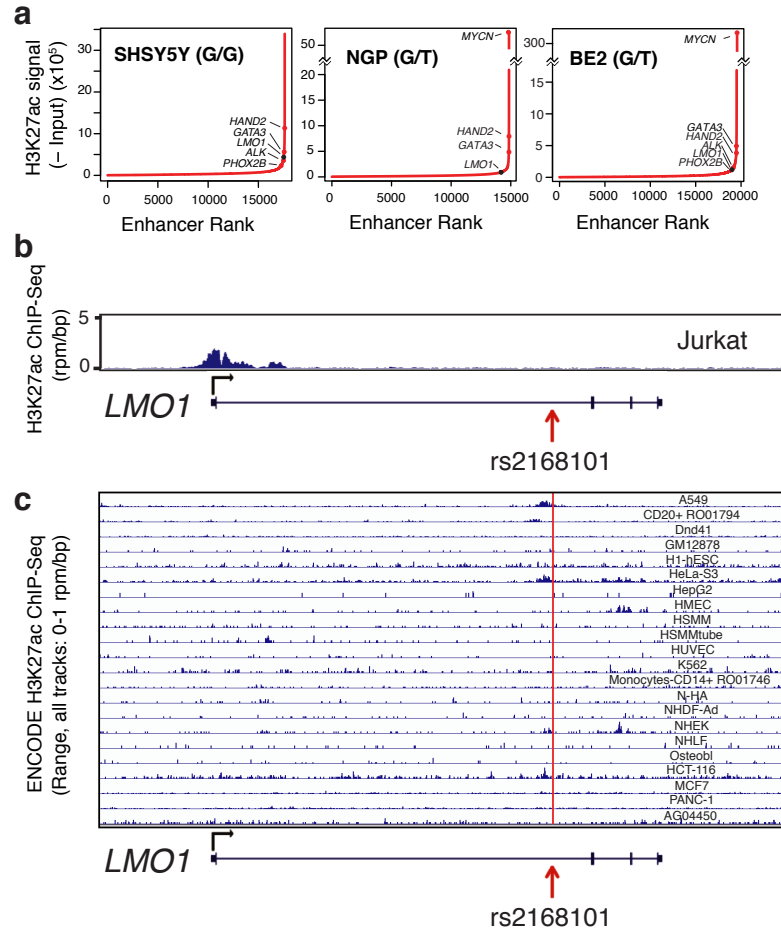 a
H3K27ac signal
(– Input) (x10⁵)
SHSY5Y (G/G)
30
20
10
0
HAND2
GATA3
LMO1
ALK
PHOX2B
0
5000
10000
15000
Enhancer Rank
NGP (G/T)
50
20
15
10
5
0
MYCN
HAND2
GATA3
LMO1
0
5000
10000
15000
Enhancer Rank
BE2 (G/T)
300
15
10
5
0
MYCN
GATA3
HAND2
ALK
LMO1
PHOX2B
0
5000
10000
15000
20000
Enhancer Rank
b
H3K27ac ChIP-Seq
(rpm/bp)
5
0
Jurkat
LMO1
rs2168101
c
ENCODE H3K27ac ChIP-Seq
(Range, all tracks: 0-1 rpm/bp)
A549
CD20+ RO01794
Dnd41
GM12878
H1-hESC
HeLa-S3
HepG2
HMEC
HSMM
HSMMtube
HUVEC
K562
Monocytes-CD14+ RO01746
N-HA
NHDF-Ad
NHEK
NHLF
Osteobl
HCT-116
MCF7
PANC-1
AG04450
LMO1
rs2168101